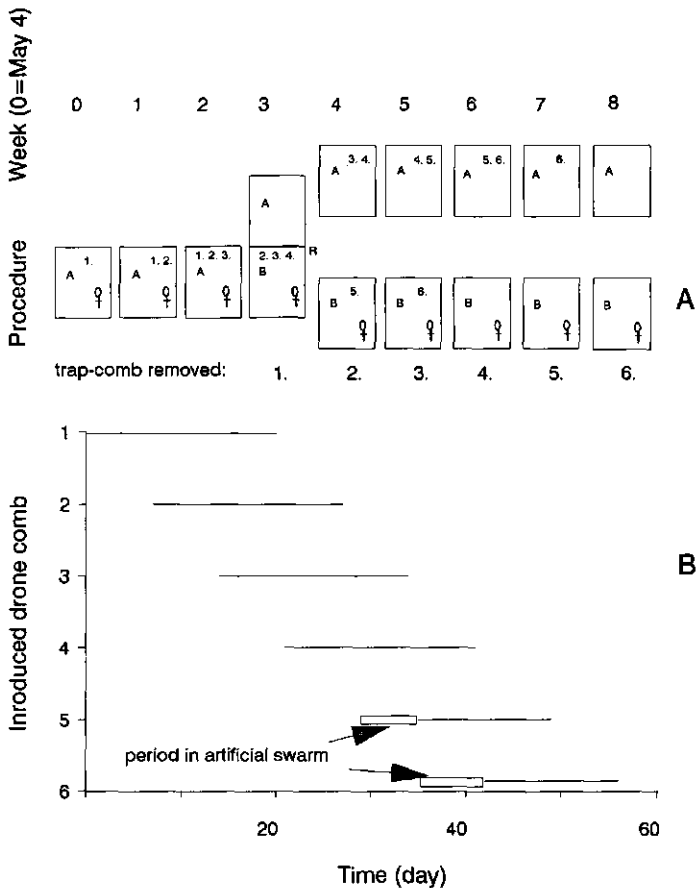 Week (0=May 4)
0 1 2 3 4 5 6 7 8
A 3. 4.
A 4. 5.
A 5. 6.
A 6.
A
A
Procedure
A 1.
A 1. 2.
1. 2. 3.
A
2. 3. 4. R
B
B 5.
B 6.
B
B
B
A
trap-comb removed: 1. 2. 3. 4. 5. 6.
Inroduced drone comb
1
2
3
4
5
6
B
period in artificial swarm
20 40 60
Time (day)